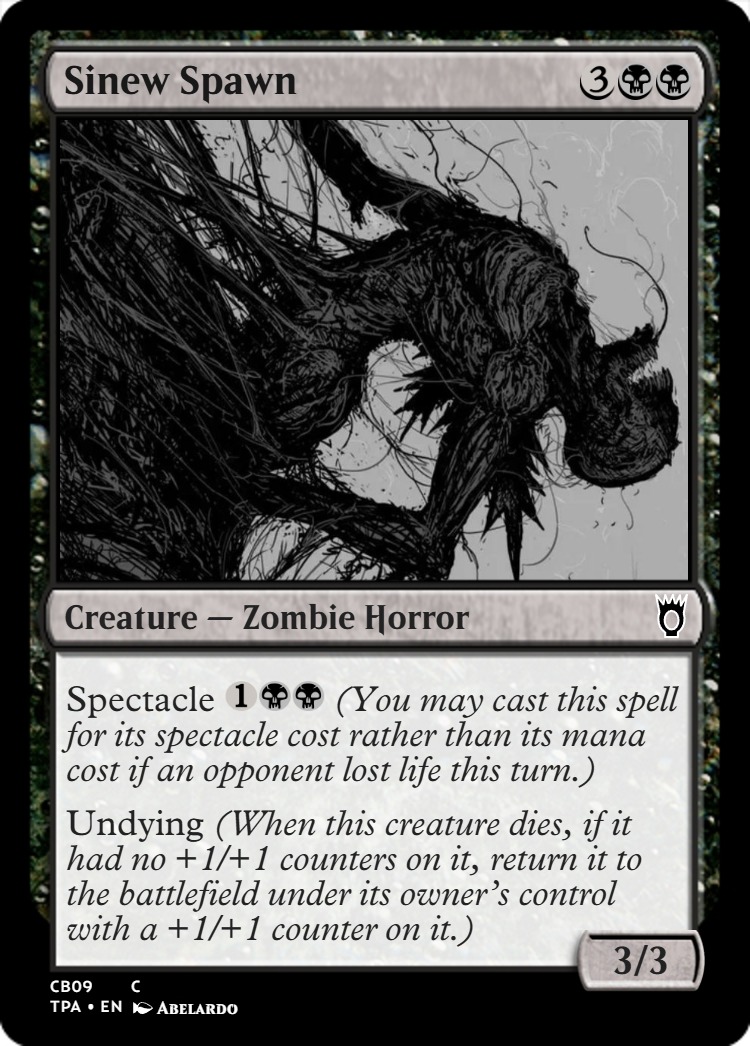 Sinew Spawn 3
Creature — Zombie Horror
Spectacle 1 (You may cast this spell
for its spectacle cost rather than its mana
cost if an opponent lost life this turn.)
Undying (When this creature dies, if it
had no +1/+1 counters on it, return it to
the battlefield under its owner's control
with a +1/+1 counter on it.)
3/3
CB09 C
TPA • EN Abelardo